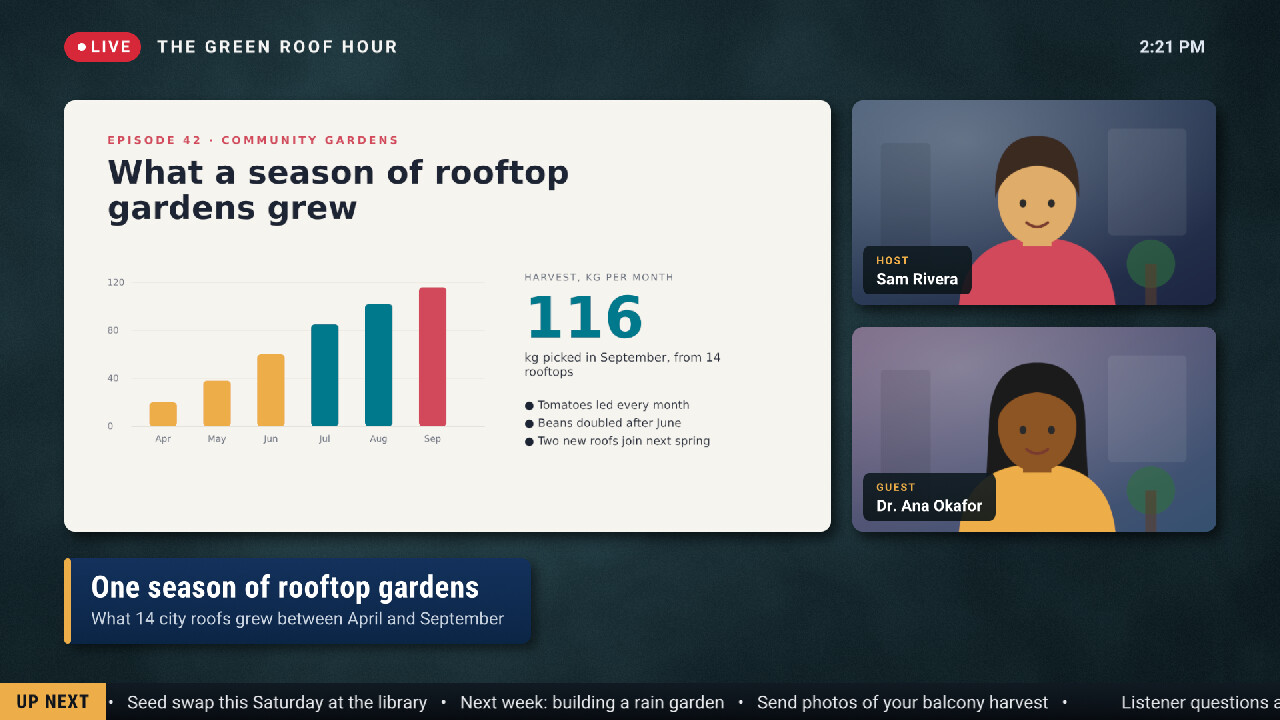 LIVE
THE GREEN ROOF HOUR
2:21 PM
EPISODE 42 · COMMUNITY GARDENS
What a season of rooftop
gardens grew
120
80
40
0
Apr May Jun Jul Aug Sep
HARVEST, KG PER MONTH
116
kg picked in September, from 14
rooftops
● Tomatoes led every month
● Beans doubled after June
● Two new roofs join next spring
HOST
Sam Rivera
GUEST
Dr. Ana Okafor
One season of rooftop gardens
What 14 city roofs grew between April and September
UP NEXT
• Seed swap this Saturday at the library • Next week: building a rain garden • Send photos of your balcony harvest • Listener questions